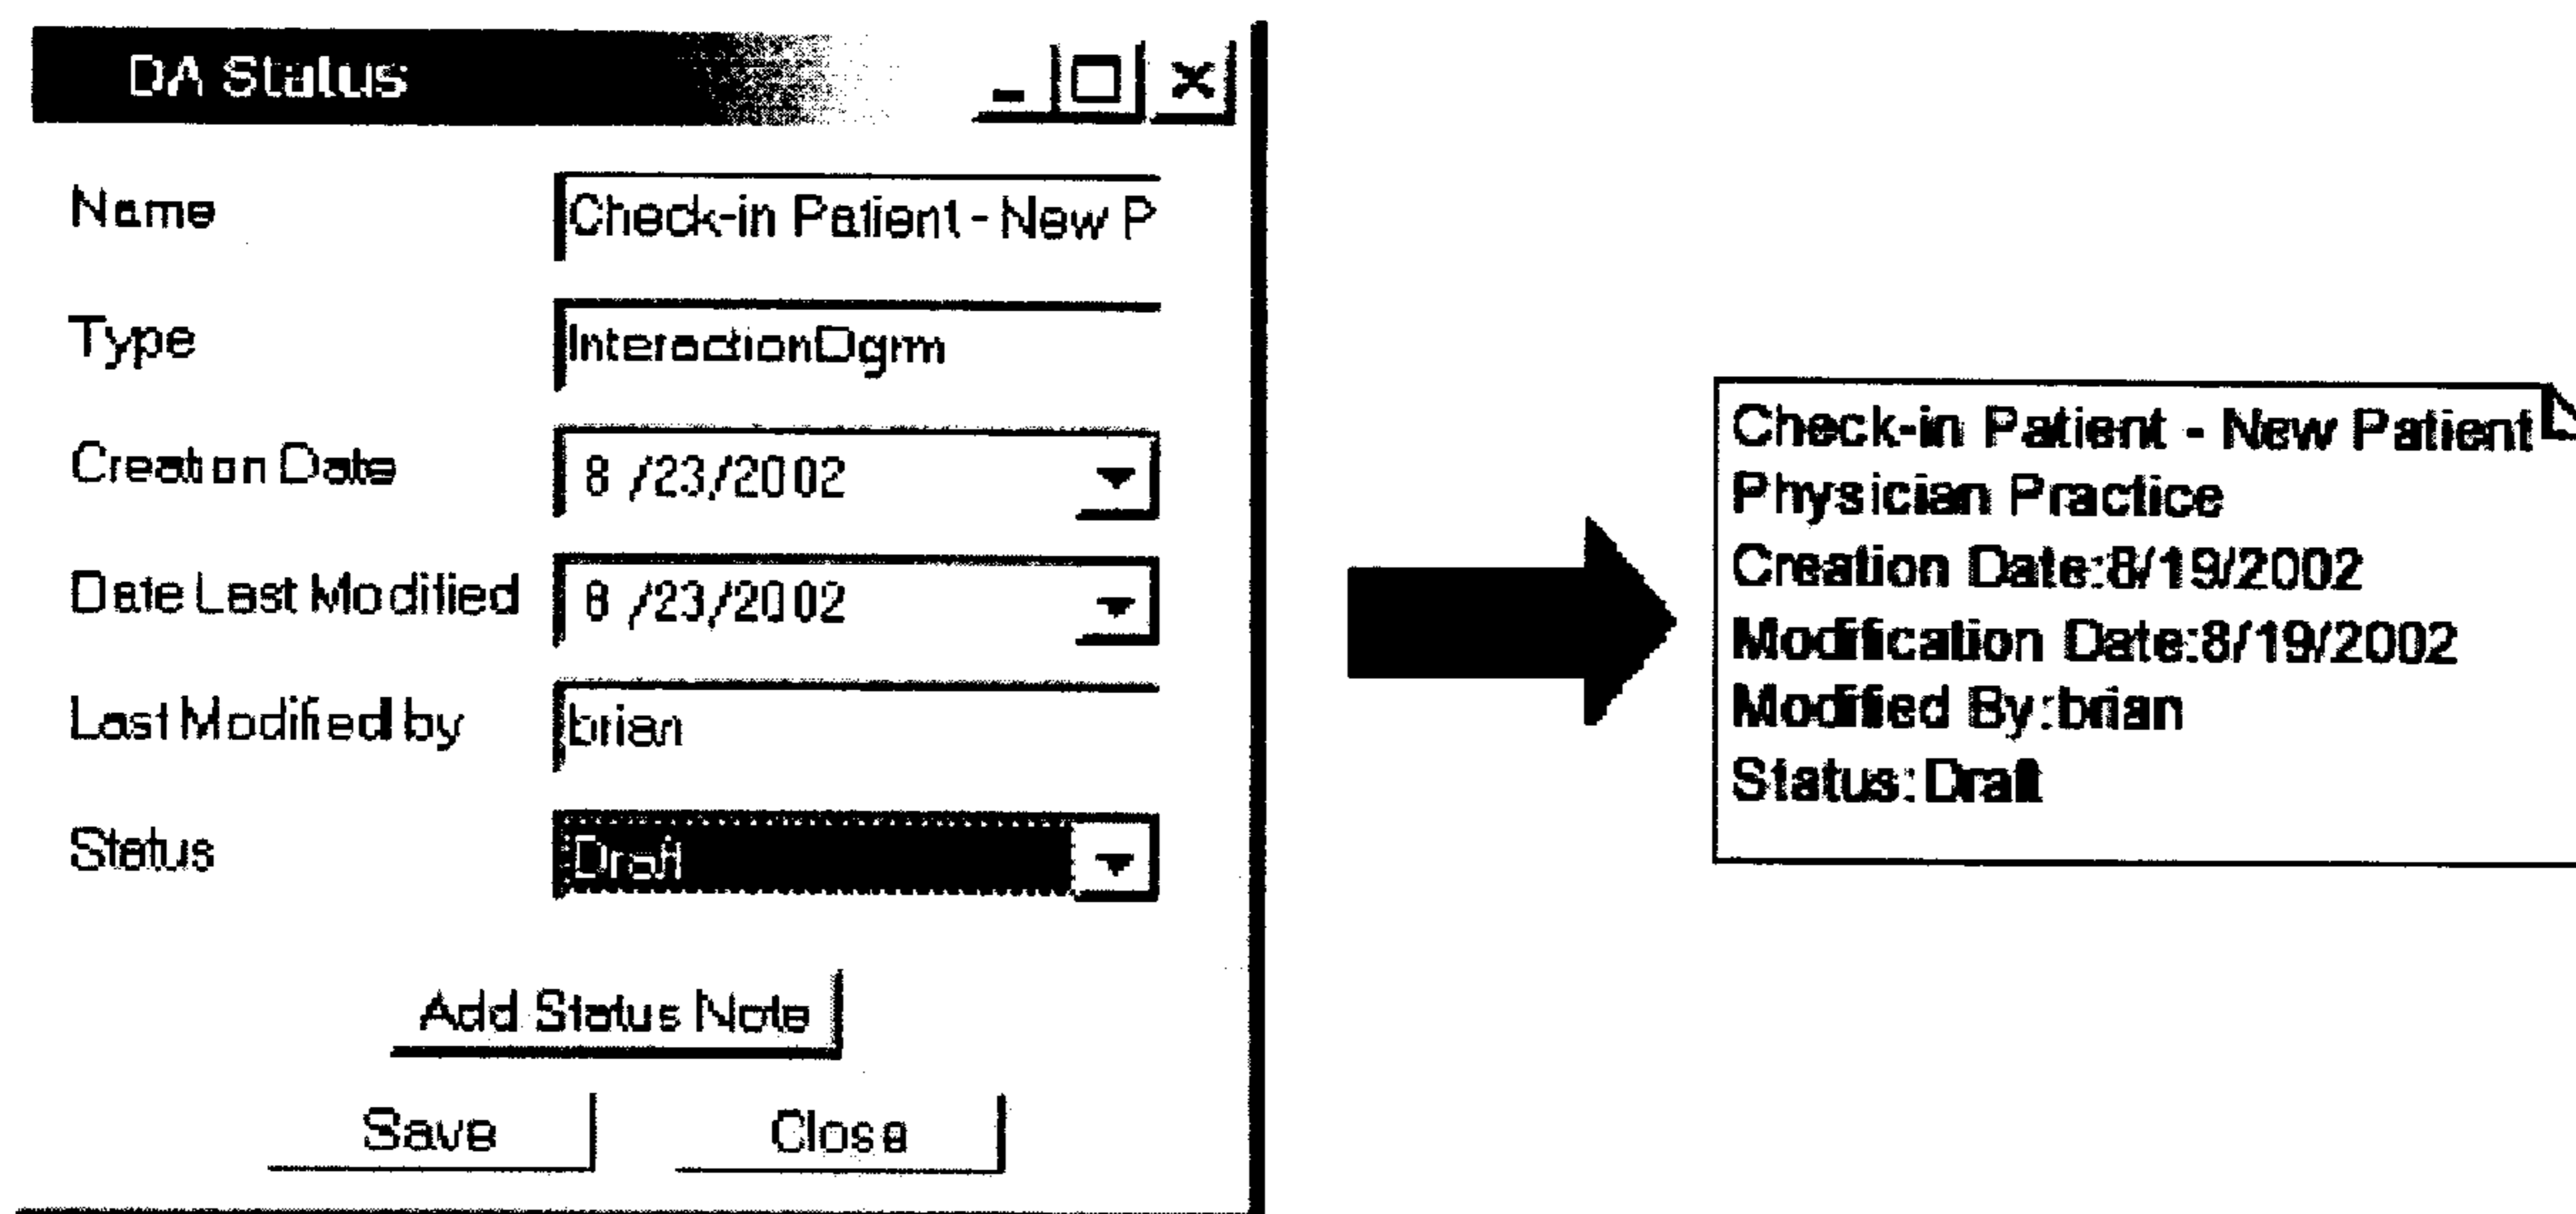 DA Status
Name
Check-in Patient - New P
Type
InteractionDgrm
Creation Date
8 /23/2002
Date Last Modified
8 /23/2002
Last Modified by
brian
Status
Draft
Add Status Note
Save
Close
Check-in Patient - New Patient
Physician Practice
Creation Date:8/19/2002
Modification Date:8/19/2002
Modified By:brian
Status:Draft